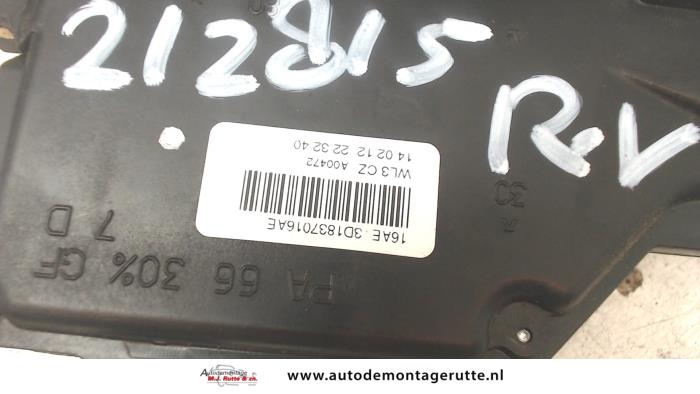 212815
R.V
14 02 12 22 32 40
WL3 CZ A00472
16AE 3D1837016AE
30
PA 66 30% GF
7 D
Autodemontage
M.J. Rutte & zn.
www.autodemontagerutte.nl